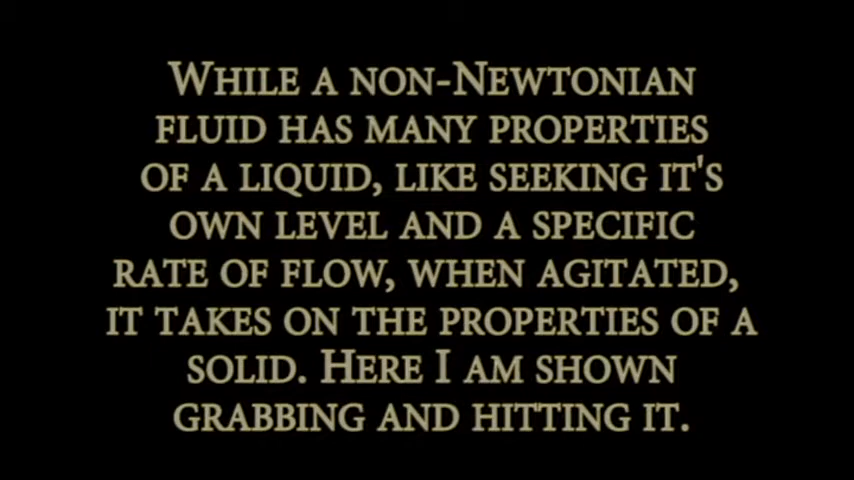 While a non-Newtonian
fluid has many properties
of a liquid, like seeking it's
own level and a specific
rate of flow, when agitated,
it takes on the properties of a
solid. Here I am shown
grabbing and hitting it.